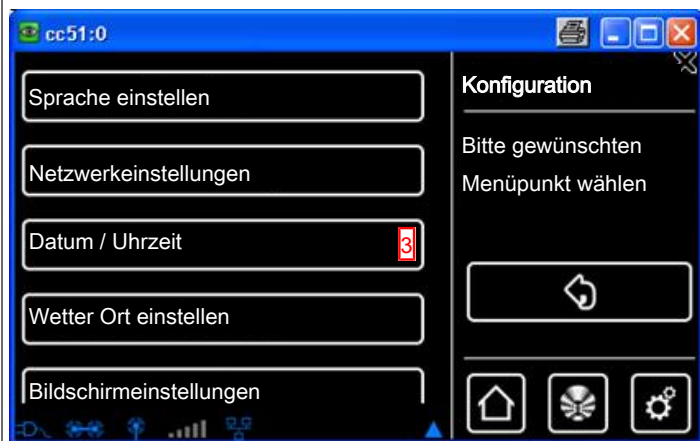 cc51:0
Sprache einstellen
Netzwerkeinstellungen
Datum / Uhrzeit
3
Wetter Ort einstellen
Bildschirmeinstellungen
Konfiguration
Bitte gewünschten
Menüpunkt wählen